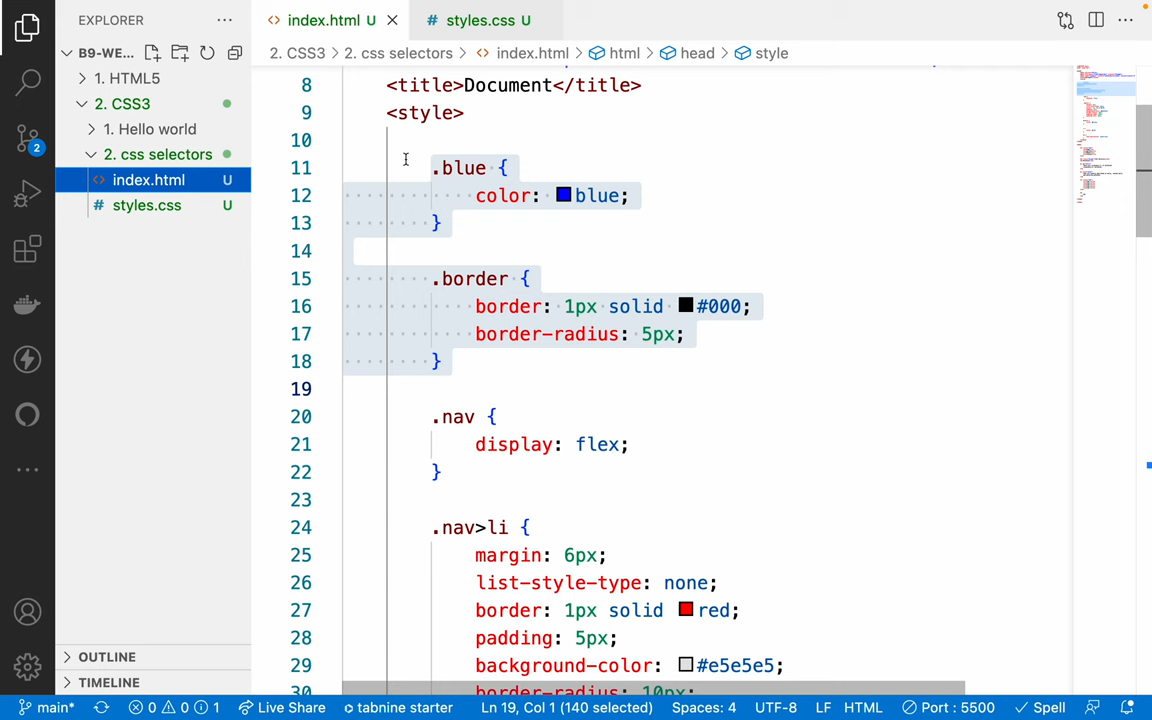 EXPLORER
index.html U
# styles.css U
B9-WE...
2. CSS3 > 2. css selectors > index.html > html > head > style
1. HTML5
2. CSS3
1. Hello world
2. css selectors
index.html U
# styles.css U
8 <title>Document</title>
9 <style>
10
11 .blue {
12 color: blue;
13 }
14
15 .border {
16 border: 1px solid #000;
17 border-radius: 5px;
18 }
19
20 .nav {
21 display: flex;
22 }
23
24 .nav>li {
25 margin: 6px;
26 list-style-type: none;
27 border: 1px solid red;
28 padding: 5px;
29 background-color: #e5e5e5;
30 border-radius: 10px;
2
OUTLINE
TIMELINE
main* 0 0 1 Live Share tabnine starter Ln 19, Col 1 (140 selected) Spaces: 4 UTF-8 LF HTML Port : 5500 Spell